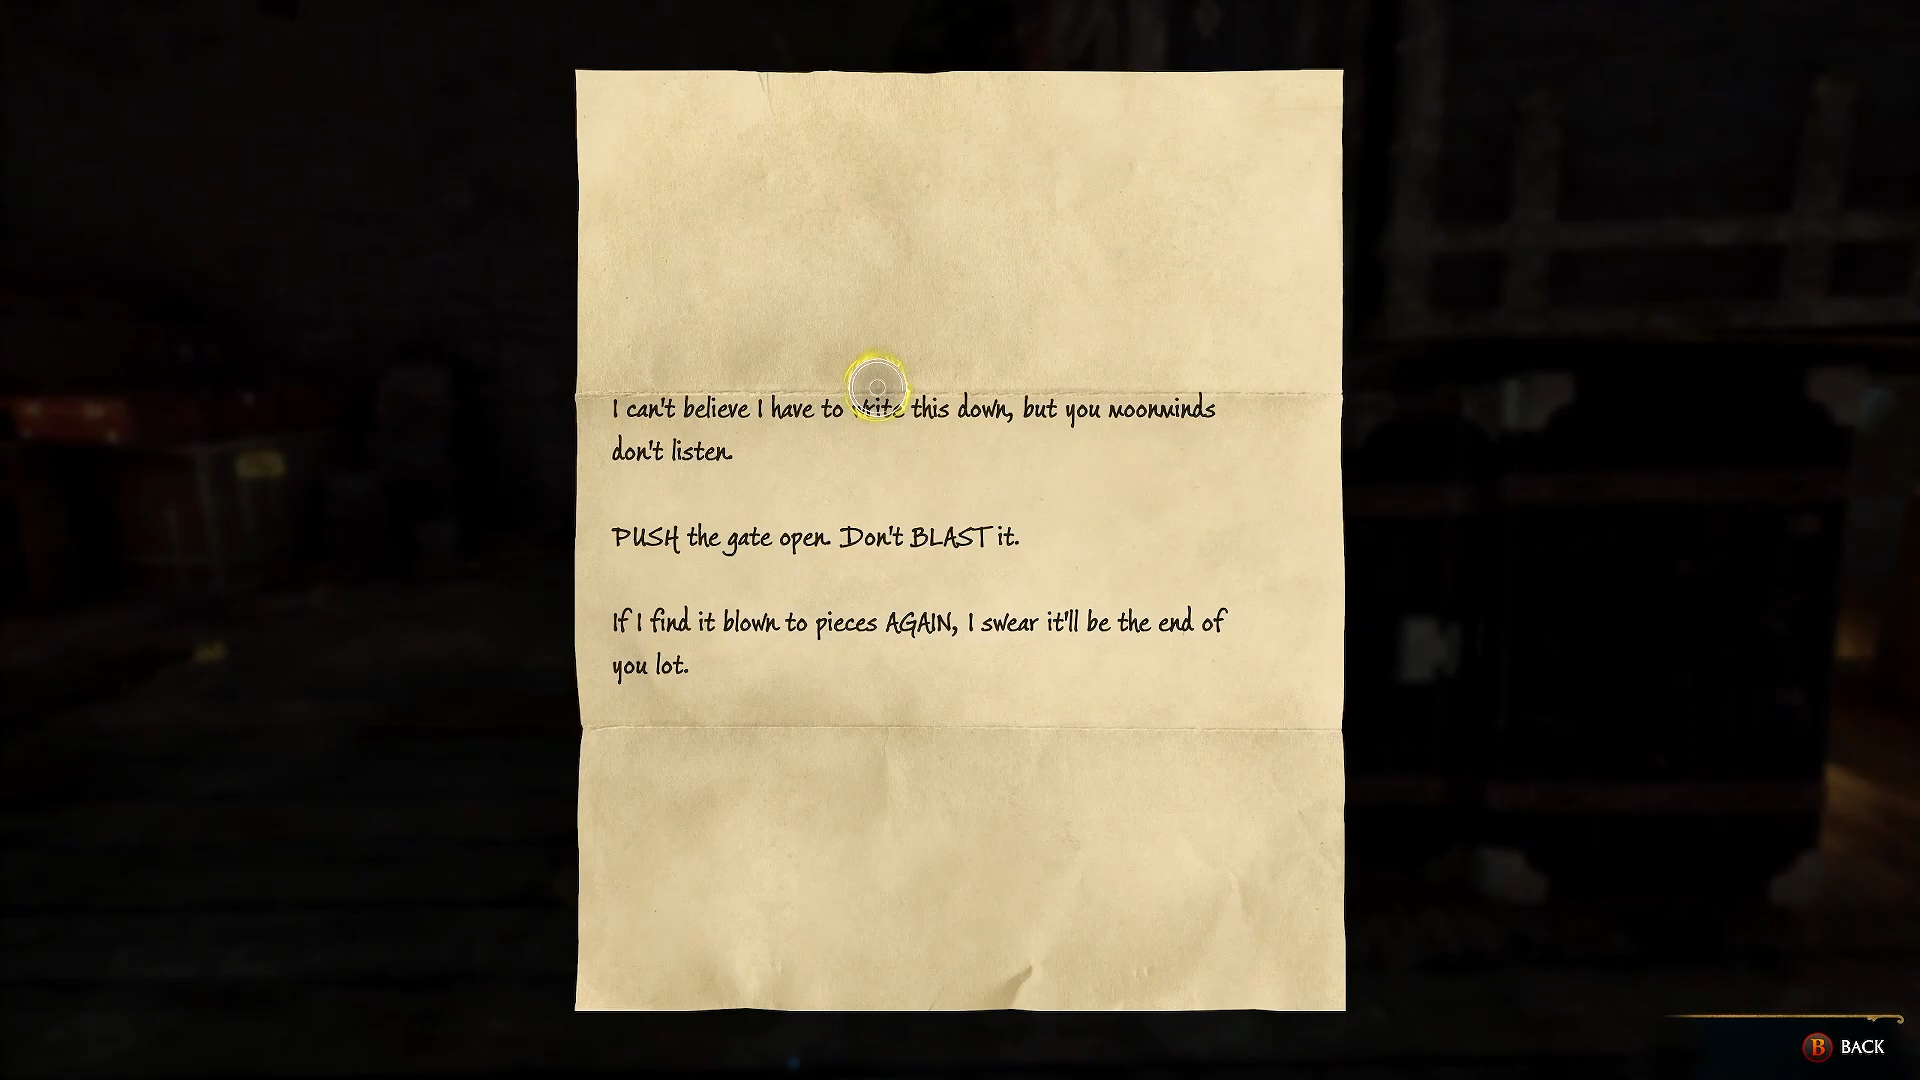 I can't believe I have to write this down, but you moonminds
don't listen.
PUSH the gate open. Don't BLAST it.
If I find it blown to pieces AGAIN, I swear it'll be the end of
you lot.
B BACK